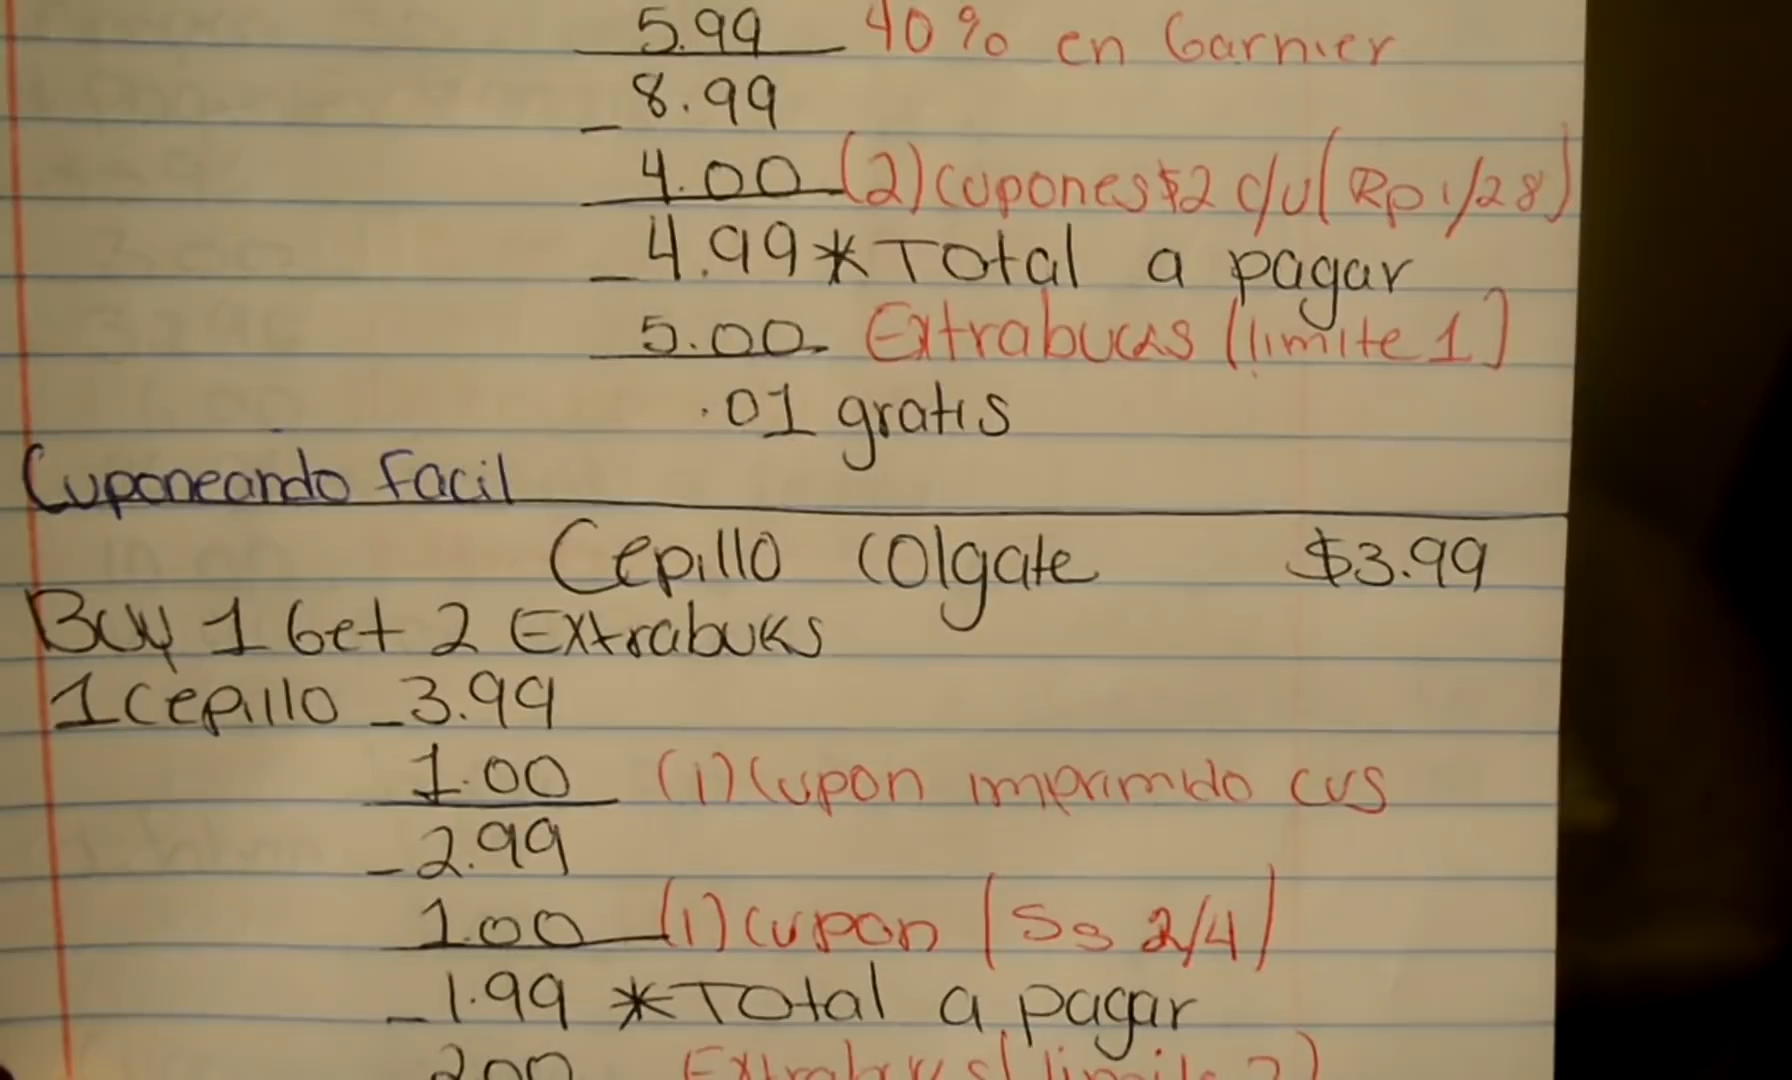 5.99 40% en Garnier
- 8.99
4.00 (2) cupones $2 c/u (Rp 1/28)
- 4.99 * Total a pagar
5.00 Extrabucks (limite 1)
.01 gratis
Cuponeando Facil
Cepillo Colgate $3.99
Buy 1 Get 2 Extrabuks
1 cepillo - 3.99
1.00 (1) Cupon imprimido cvs
- 2.99
1.00 (1) Cupon (Ss 2/4)
- 1.99 * Total a pagar
200